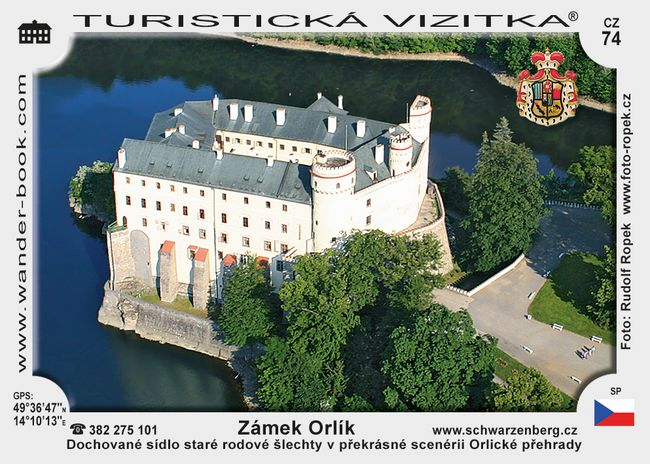 TURISTICKÁ VIZITKA®
CZ
74
www.wander-book.com
Foto: Rudolf Ropek www.foto-ropek.cz
GPS:
49°36'47"N
14°10'13"E
☎ 382 275 101
Zámek Orlík
www.schwarzenberg.cz
SP
Dochované sídlo staré rodové šlechty v překrásné scenérii Orlické přehrady